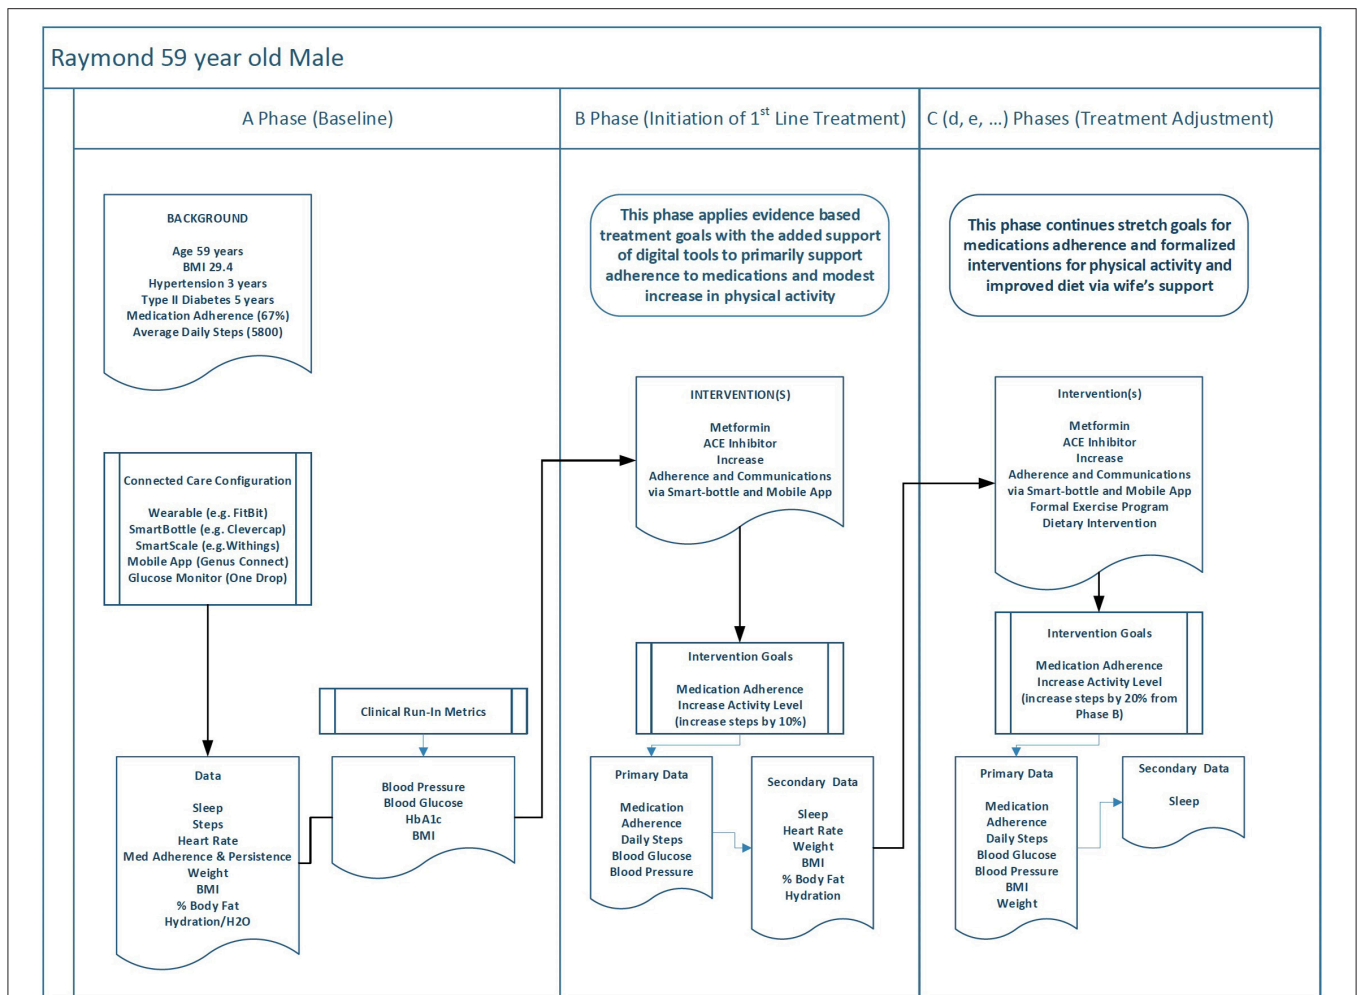 Raymond 59 year old Male
A Phase (Baseline)
B Phase (Initiation of 1st Line Treatment)
C (d, e, ...) Phases (Treatment Adjustment)
BACKGROUND
Age 59 years
BMI 29.4
Hypertension 3 years
Type II Diabetes 5 years
Medication Adherence (67%)
Average Daily Steps (5800)
Connected Care Configuration
Wearable (e.g. FitBit)
SmartBottle (e.g. Clevercap)
SmartScale (e.g.Withings)
Mobile App (Genus Connect)
Glucose Monitor (One Drop)
Data
Sleep
Steps
Heart Rate
Med Adherence & Persistence
Weight
BMI
% Body Fat
Hydration/H2O
Clinical Run-In Metrics
Blood Pressure
Blood Glucose
HbA1c
BMI
This phase applies evidence based
treatment goals with the added support
of digital tools to primarily support
adherence to medications and modest
increase in physical activity
INTERVENTION(S)
Metformin
ACE Inhibitor
Increase
Adherence and Communications
via Smart-bottle and Mobile App
Intervention Goals
Medication Adherence
Increase Activity Level
(increase steps by 10%)
Primary Data
Medication
Adherence
Daily Steps
Blood Glucose
Blood Pressure
Secondary Data
Sleep
Heart Rate
Weight
BMI
% Body Fat
Hydration
This phase continues stretch goals for
medications adherence and formalized
interventions for physical activity and
improved diet via wife's support
Intervention(s)
Metformin
ACE Inhibitor
Increase
Adherence and Communications
via Smart-bottle and Mobile App
Formal Exercise Program
Dietary Intervention
Intervention Goals
Medication Adherence
Increase Activity Level
(increase steps by 20% from
Phase B)
Primary Data
Medication
Adherence
Daily Steps
Blood Glucose
Blood Pressure
BMI
Weight
Secondary Data
Sleep